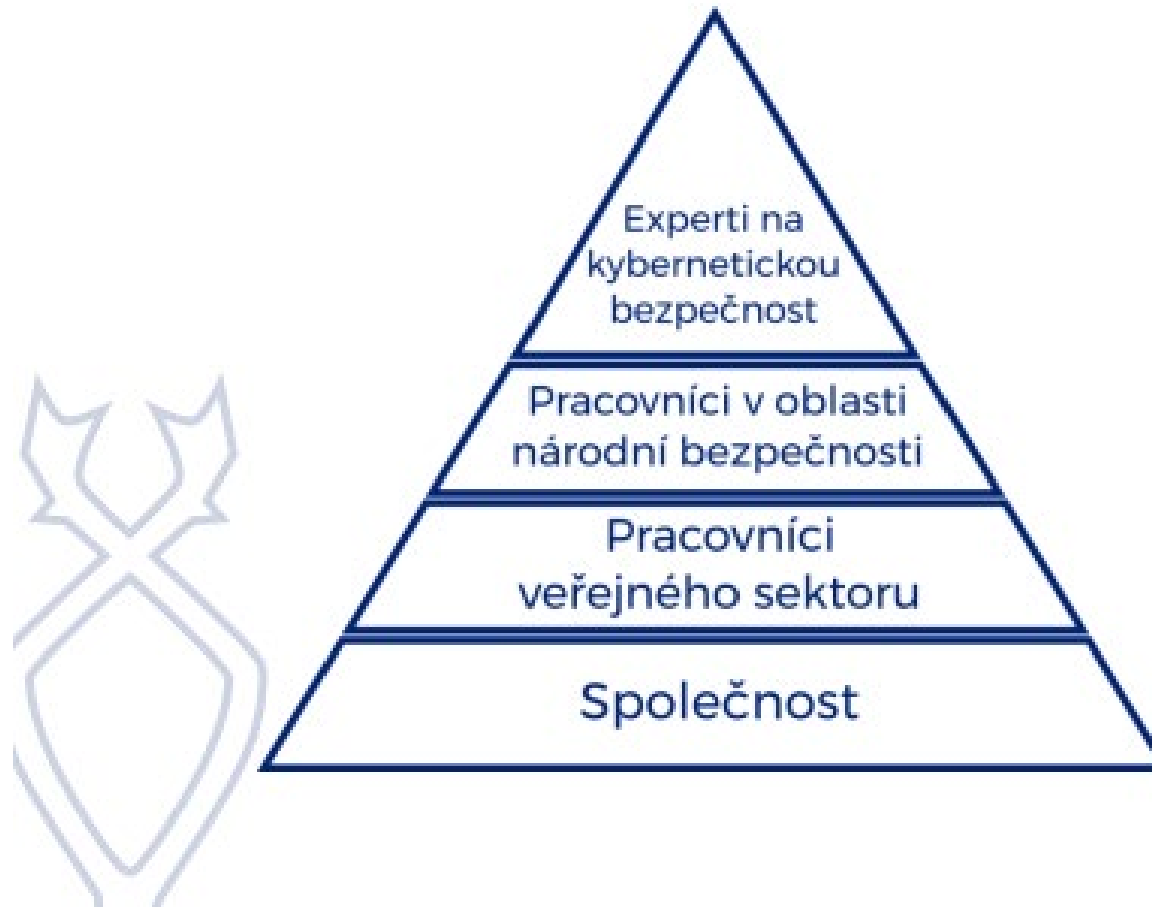 Experti na
kybernetickou
bezpečnost
Pracovníci v oblasti
národní bezpečnosti
Pracovníci
veřejného sektoru
Společnost